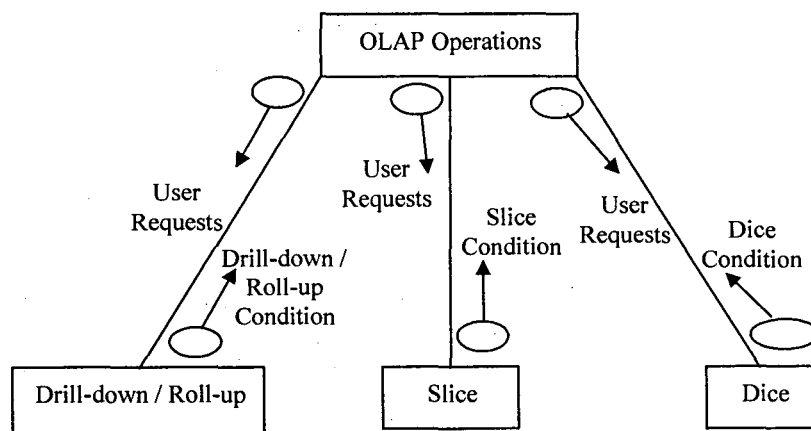 OLAP Operations
User
Requests
User
Requests
User
Requests
Drill-down /
Roll-up
Condition
Slice
Condition
Dice
Condition
Drill-down / Roll-up
Slice
Dice